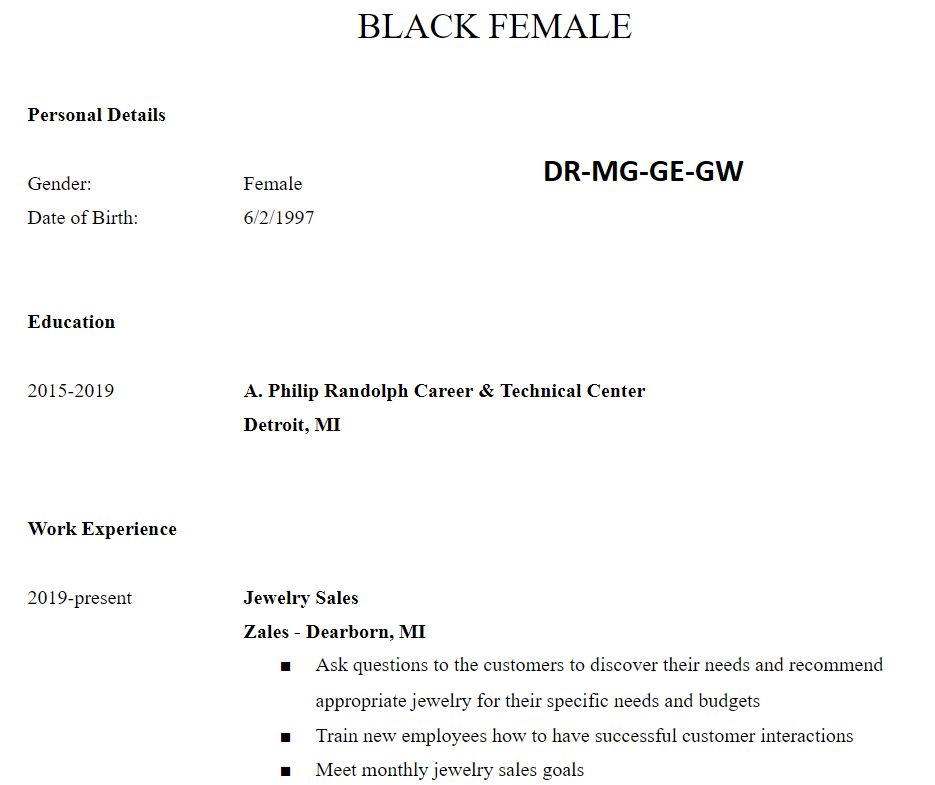 BLACK FEMALE
Personal Details
DR-MG-GE-GW
Gender: Female
Date of Birth: 6/2/1997
Education
2015-2019 A. Philip Randolph Career & Technical Center
Detroit, MI
Work Experience
2019-present Jewelry Sales
Zales - Dearborn, MI
■ Ask questions to the customers to discover their needs and recommend
appropriate jewelry for their specific needs and budgets
■ Train new employees how to have successful customer interactions
■ Meet monthly jewelry sales goals